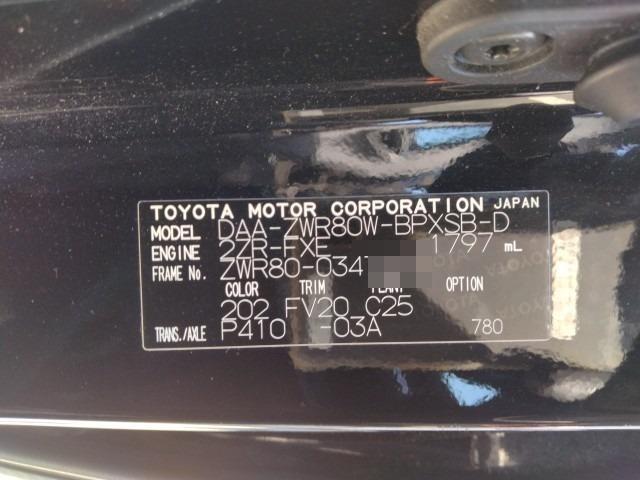 TOYOTA MOTOR CORPORATION JAPAN
MODEL DAA-ZWR80W-BPXSB-D
ENGINE 2ZR-FXE 1797 mL
FRAME No. ZWR80-034
COLOR TRIM PLANT OPTION
202 FV20 C25
TRANS./AXLE P410 -03A 780